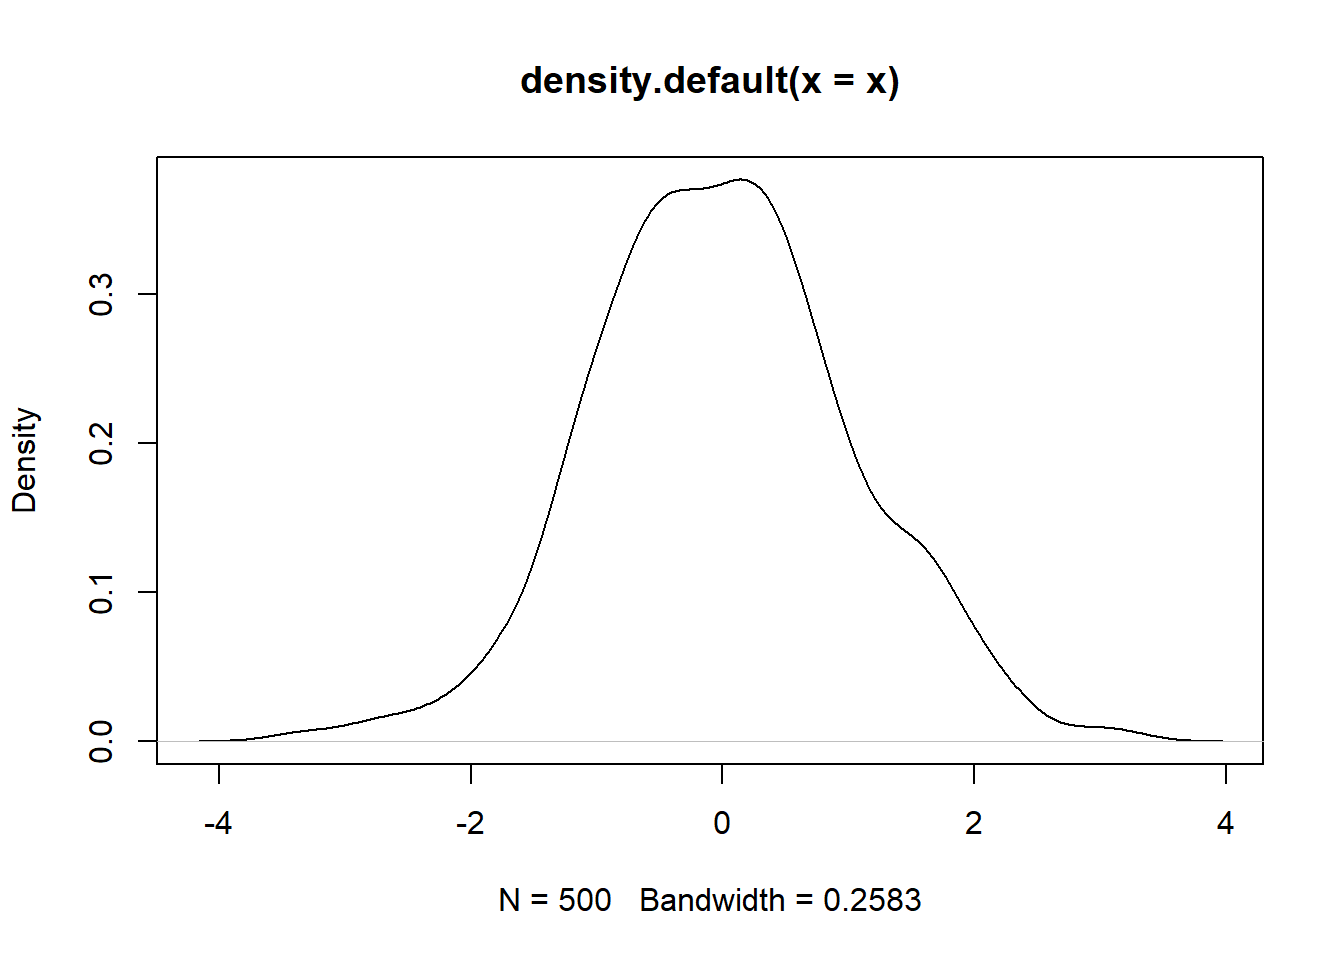 density.default(x = x)
Density
0.3
0.2
0.1
0.0
-4 -2 0 2 4
N = 500 Bandwidth = 0.2583